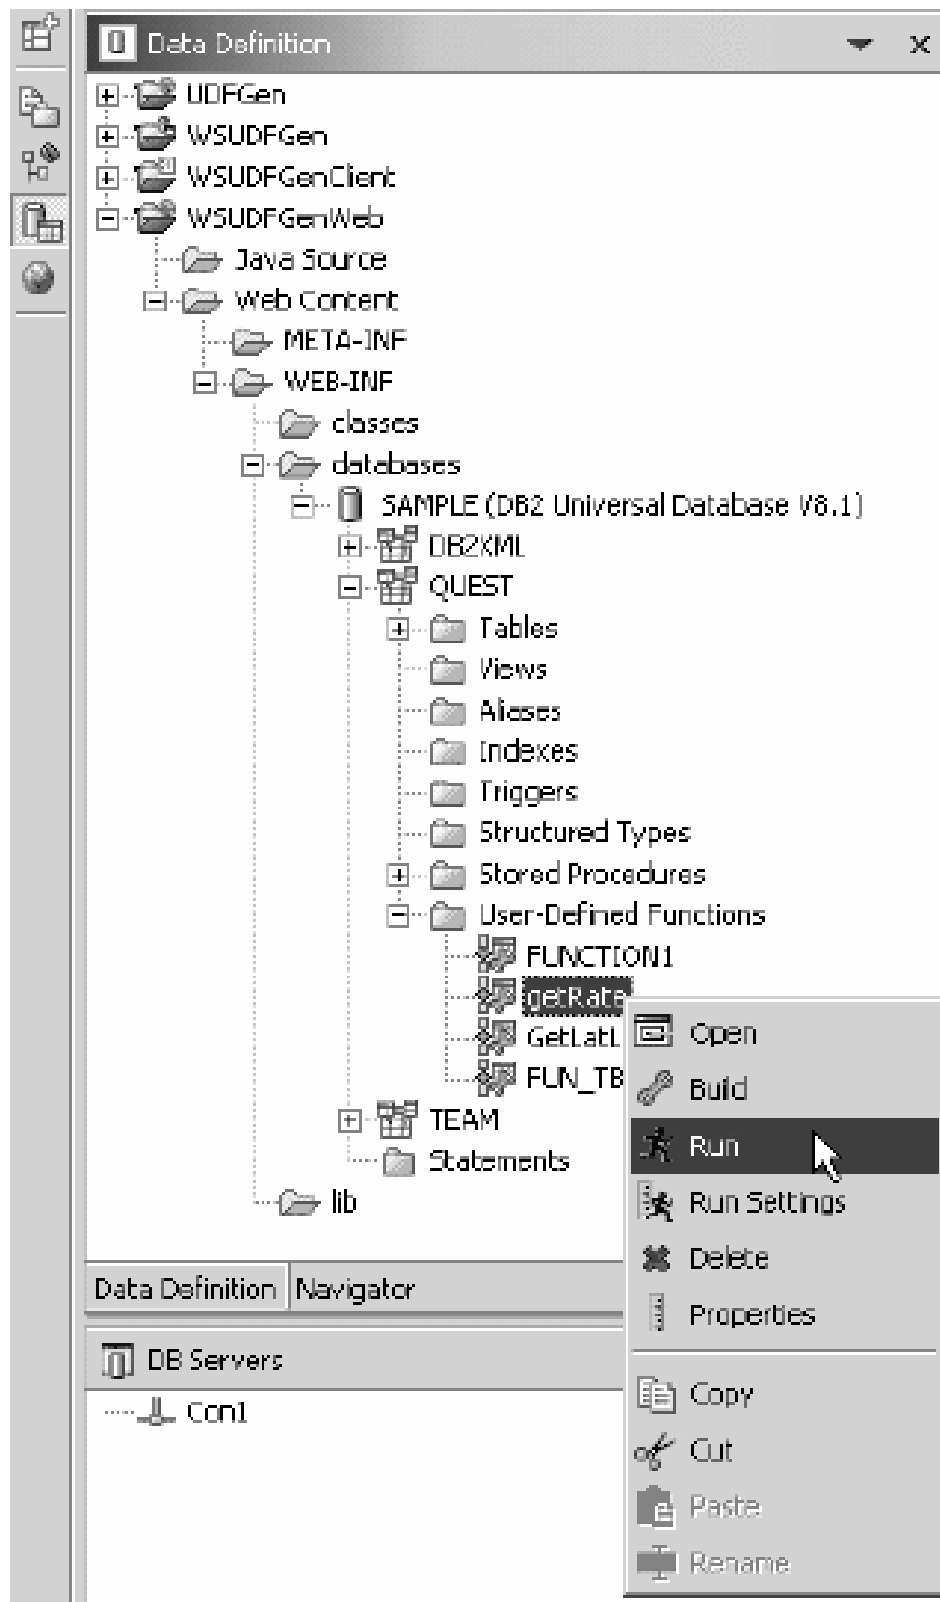 Data Definition
UDFGen
WSUDFGen
WSUDFGenClient
WSUDFGenWeb
Java Source
Web Content
META-INF
WEB-INF
classes
databases
SAMPLE (DB2 Universal Database V8.1)
DB2XML
QUEST
Tables
Views
Aliases
Indexes
Triggers
Structured Types
Stored Procedures
User-Defined Functions
FUNCTION1
getRate
GetLatL
FUN_TB
TEAM
Statements
lib
Open
Build
Run
Run Settings
Delete
Properties
Copy
Cut
Paste
Rename
Data Definition Navigator
DB Servers
Con1